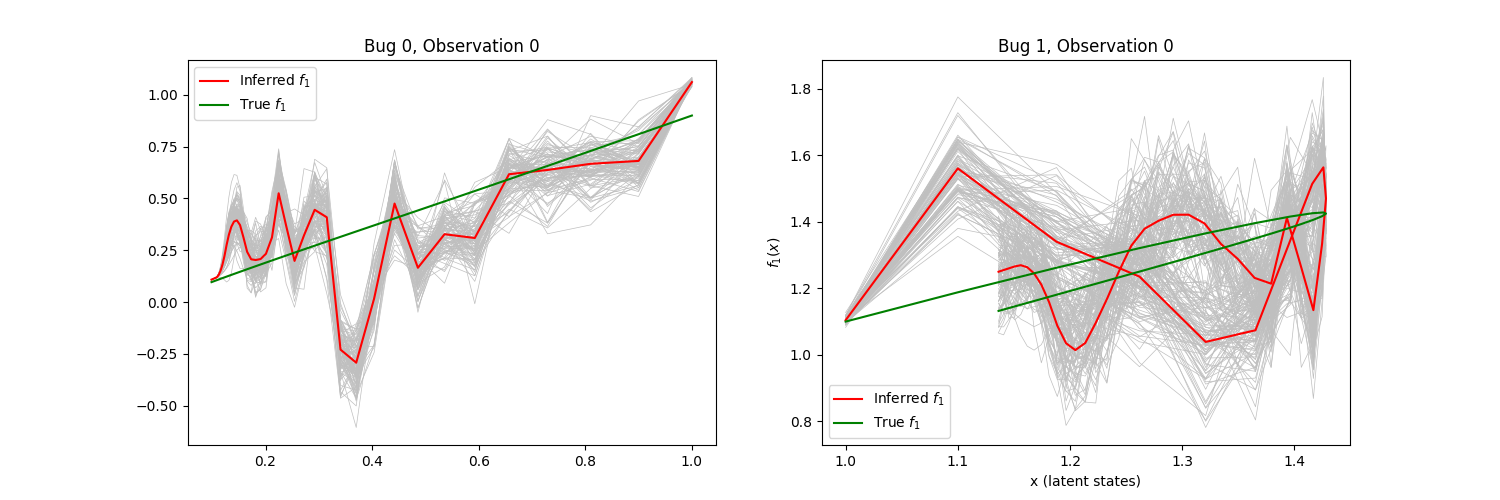 Bug 0, Observation 0
Inferred f₁
True f₁
1.00
0.75
0.50
0.25
0.00
−0.25
−0.50
0.2 0.4 0.6 0.8 1.0
Bug 1, Observation 0
f₁(x)
1.8
1.6
1.4
1.2
1.0
0.8
Inferred f₁
True f₁
1.0 1.1 1.2 1.3 1.4
x (latent states)